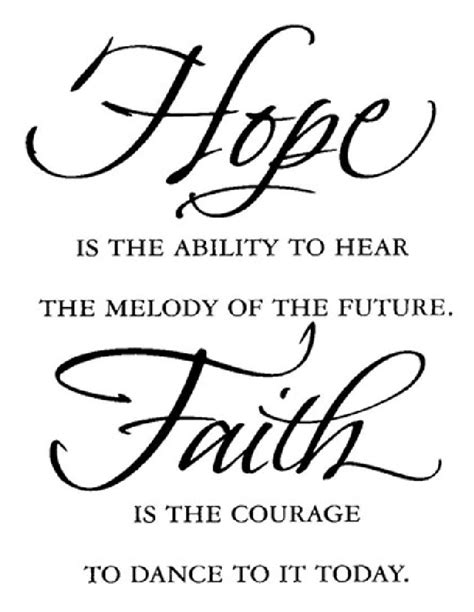 Hope
IS THE ABILITY TO HEAR
THE MELODY OF THE FUTURE.
Faith
IS THE COURAGE
TO DANCE TO IT TODAY.